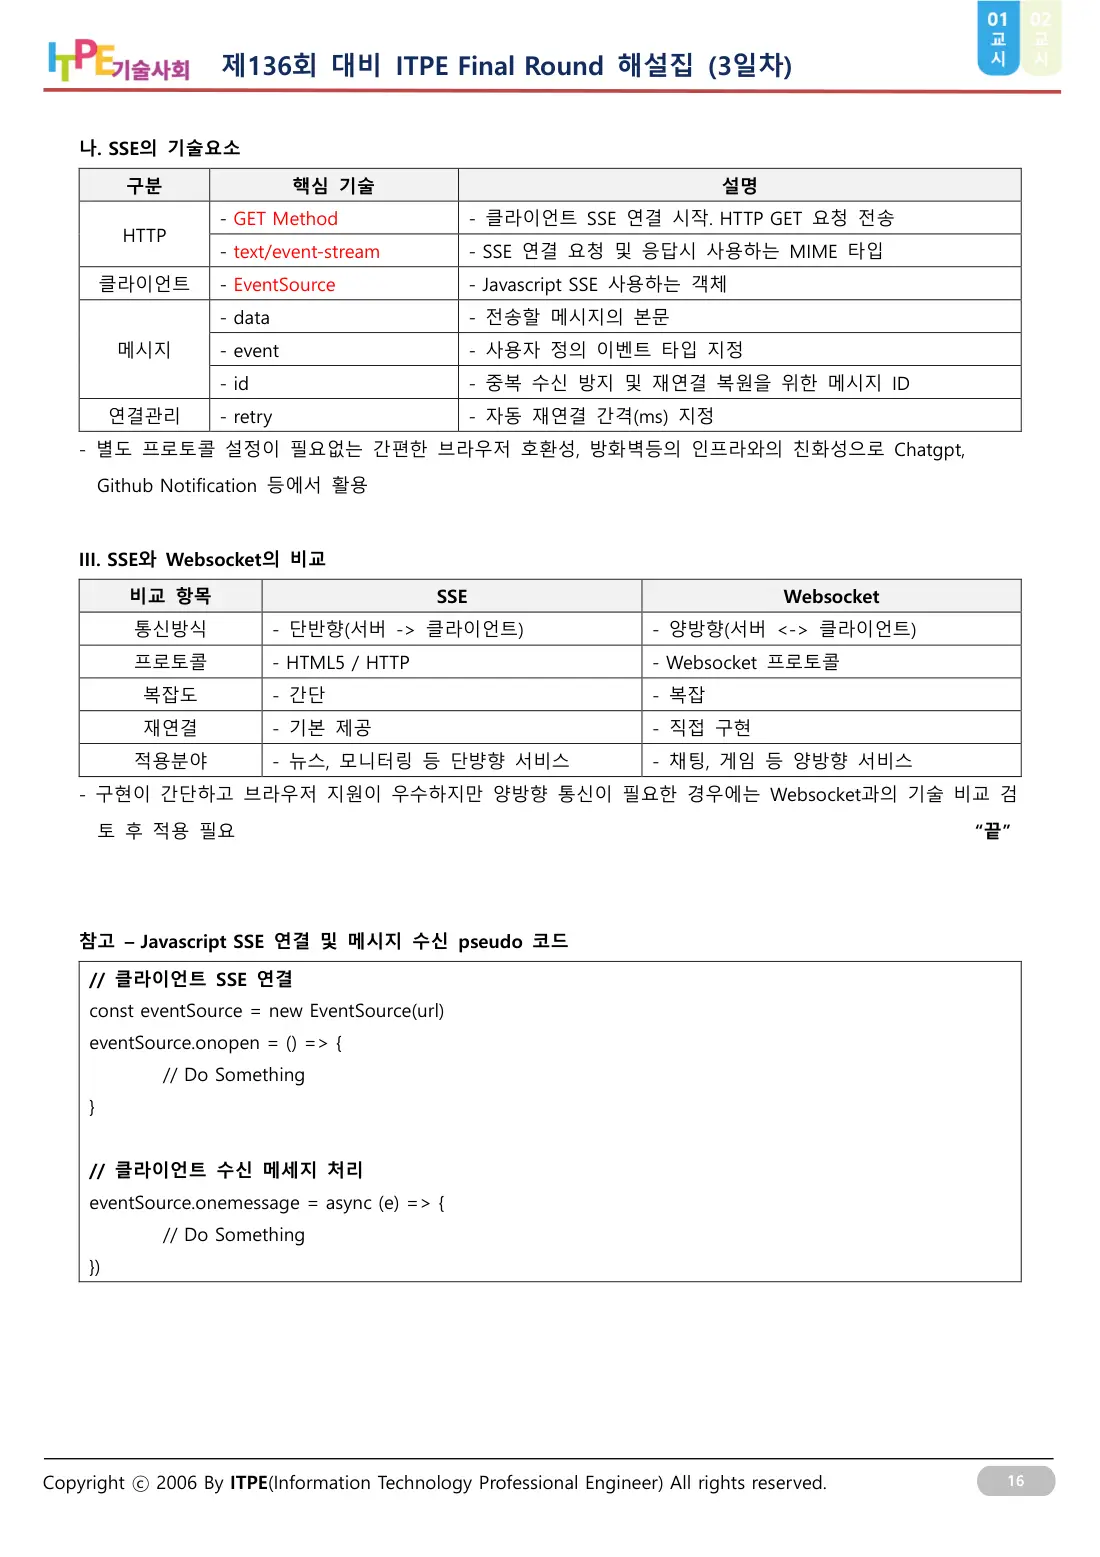 ITPE기술사회 제136회 대비 ITPE Final Round 해설집 (3일차)
01 교시
02 교시
나. SSE의 기술요소
구분 핵심 기술 설명
HTTP
- GET Method - 클라이언트 SSE 연결 시작. HTTP GET 요청 전송
- text/event-stream - SSE 연결 요청 및 응답시 사용하는 MIME 타입
클라이언트 - EventSource - Javascript SSE 사용하는 객체
메시지
- data - 전송할 메시지의 본문
- event - 사용자 정의 이벤트 타입 지정
- id - 중복 수신 방지 및 재연결 복원을 위한 메시지 ID
연결관리 - retry - 자동 재연결 간격(ms) 지정
- 별도 프로토콜 설정이 필요없는 간편한 브라우저 호환성, 방화벽등의 인프라와의 친화성으로 Chatgpt,
Github Notification 등에서 활용
III. SSE와 Websocket의 비교
비교 항목 SSE Websocket
통신방식 - 단반향(서버 -> 클라이언트) - 양방향(서버 <-> 클라이언트)
프로토콜 - HTML5 / HTTP - Websocket 프로토콜
복잡도 - 간단 - 복잡
재연결 - 기본 제공 - 직접 구현
적용분야 - 뉴스, 모니터링 등 단뱡향 서비스 - 채팅, 게임 등 양방향 서비스
- 구현이 간단하고 브라우저 지원이 우수하지만 양방향 통신이 필요한 경우에는 Websocket과의 기술 비교 검
토 후 적용 필요 “끝”
참고 – Javascript SSE 연결 및 메시지 수신 pseudo 코드
// 클라이언트 SSE 연결
const eventSource = new EventSource(url)
eventSource.onopen = () => {
// Do Something
}
// 클라이언트 수신 메세지 처리
eventSource.onemessage = async (e) => {
// Do Something
})
Copyright ⓒ 2006 By ITPE(Information Technology Professional Engineer) All rights reserved.
16